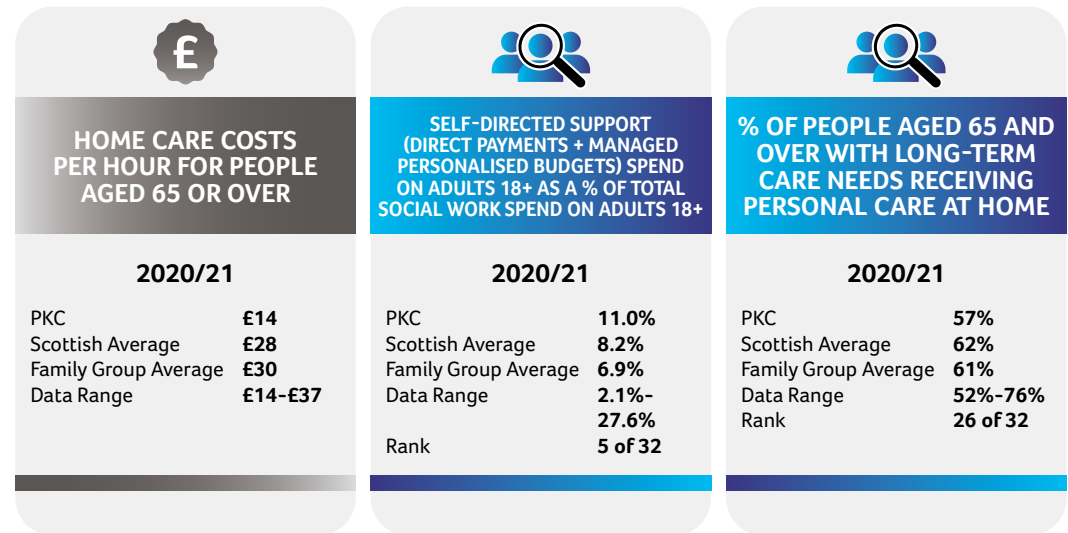 £
HOME CARE COSTS
PER HOUR FOR PEOPLE
AGED 65 OR OVER
2020/21
PKC £14
Scottish Average £28
Family Group Average £30
Data Range £14-£37
SELF-DIRECTED SUPPORT
(DIRECT PAYMENTS + MANAGED
PERSONALISED BUDGETS) SPEND
ON ADULTS 18+ AS A % OF TOTAL
SOCIAL WORK SPEND ON ADULTS 18+
2020/21
PKC 11.0%
Scottish Average 8.2%
Family Group Average 6.9%
Data Range 2.1%-
27.6%
Rank 5 of 32
% OF PEOPLE AGED 65 AND
OVER WITH LONG-TERM
CARE NEEDS RECEIVING
PERSONAL CARE AT HOME
2020/21
PKC 57%
Scottish Average 62%
Family Group Average 61%
Data Range 52%-76%
Rank 26 of 32